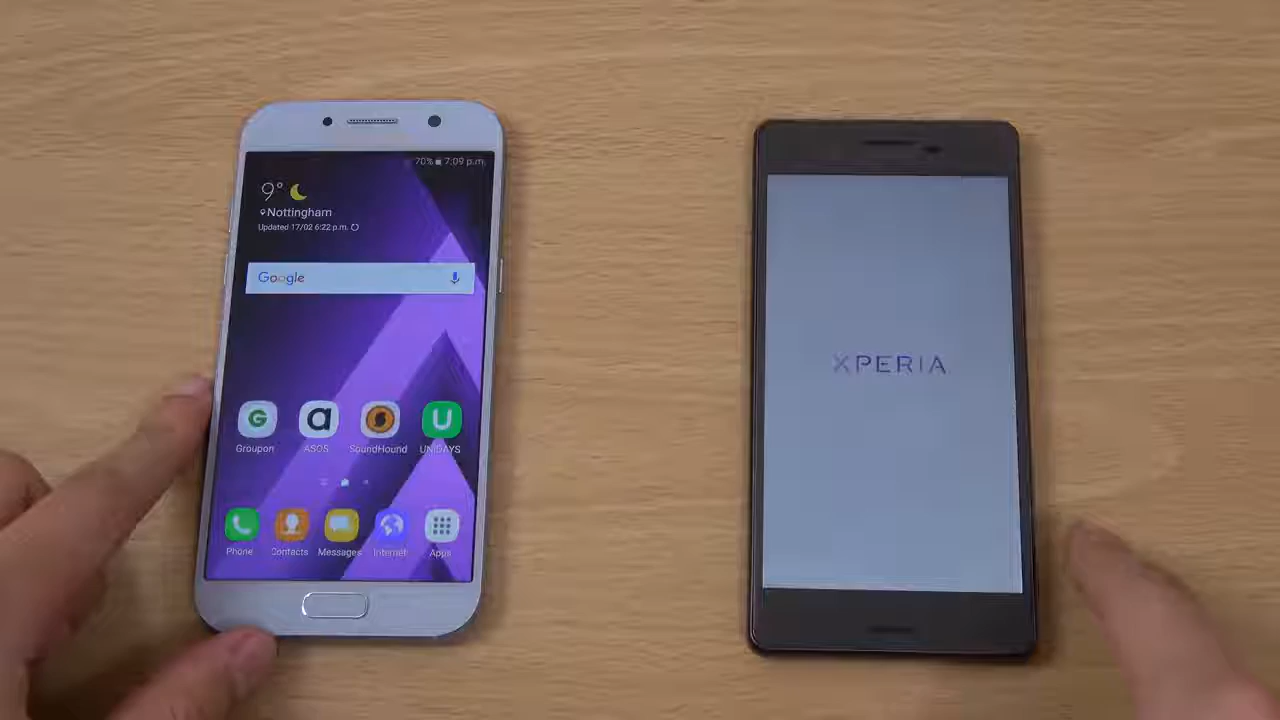 70% 7:09 p.m.
9°
Nottingham
Updated 17/02 6:22 p.m.
Google
Groupon ASOS SoundHound UNiDAYS
Phone Contacts Messages Internet Apps
XPERIA